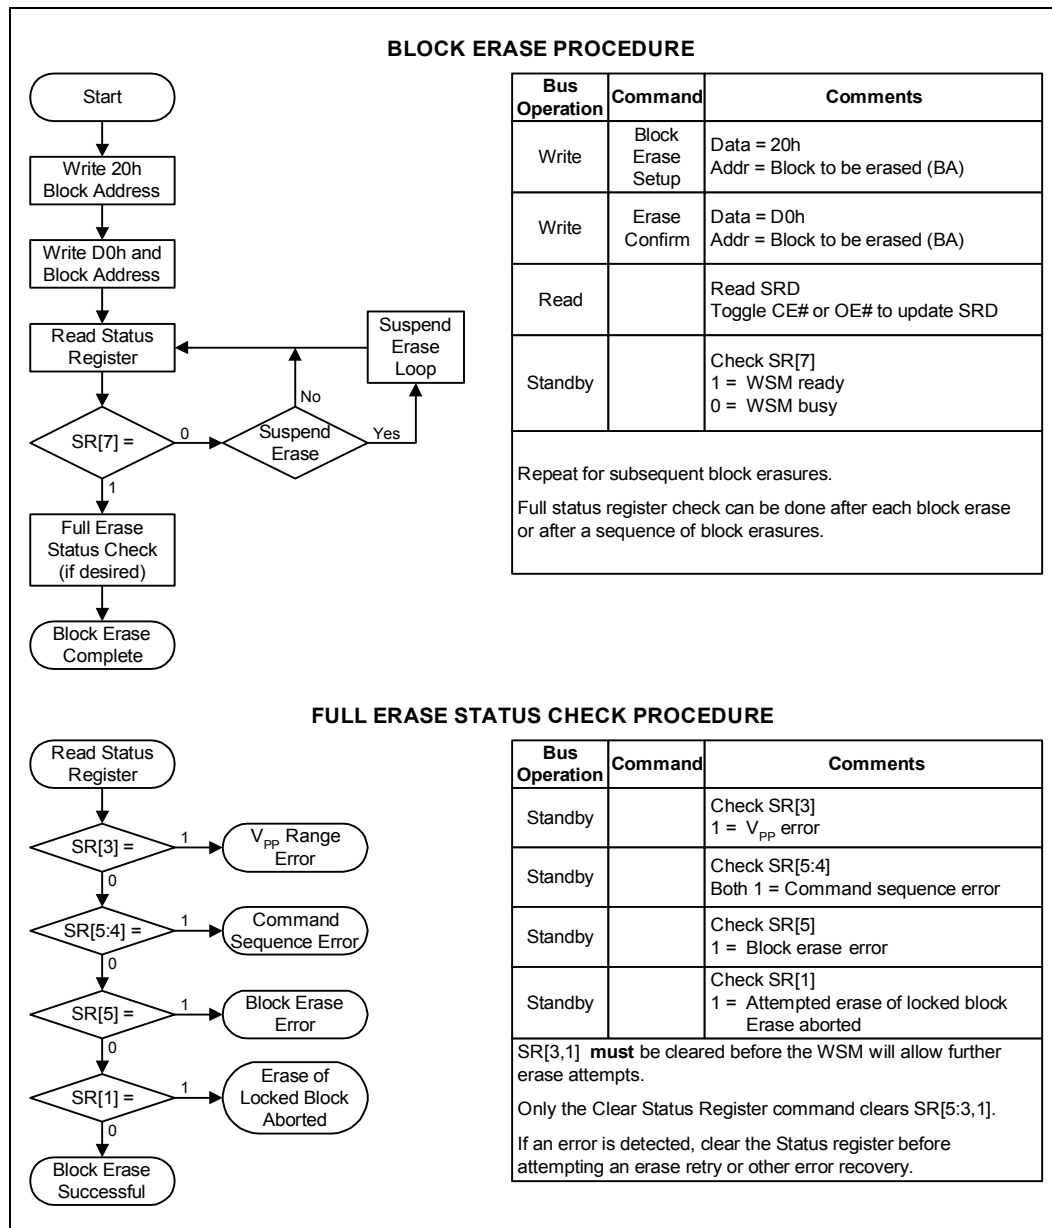 BLOCK ERASE PROCEDURE
Start
Write 20h
Block Address
Write D0h and
Block Address
Read Status
Register
Suspend
Erase
Loop
No
SR[7] =
0
Suspend
Erase
Yes
1
Full Erase
Status Check
(if desired)
Block Erase
Complete
Bus
Operation
Command
Comments
Write
Block
Erase
Setup
Data = 20h
Addr = Block to be erased (BA)
Write
Erase
Confirm
Data = D0h
Addr = Block to be erased (BA)
Read
Read SRD
Toggle CE# or OE# to update SRD
Standby
Check SR[7]
1 = WSM ready
0 = WSM busy
Repeat for subsequent block erasures.
Full status register check can be done after each block erase
or after a sequence of block erasures.
FULL ERASE STATUS CHECK PROCEDURE
Read Status
Register
SR[3] =
1
VPP Range
Error
0
SR[5:4] =
1
Command
Sequence Error
0
SR[5] =
1
Block Erase
Error
0
SR[1] =
1
Erase of
Locked Block
Aborted
0
Block Erase
Successful
Bus
Operation
Command
Comments
Standby
Check SR[3]
1 = VPP error
Standby
Check SR[5:4]
Both 1 = Command sequence error
Standby
Check SR[5]
1 = Block erase error
Standby
Check SR[1]
1 = Attempted erase of locked block
Erase aborted
SR[3,1] must be cleared before the WSM will allow further
erase attempts.
Only the Clear Status Register command clears SR[5:3,1].
If an error is detected, clear the Status register before
attempting an erase retry or other error recovery.